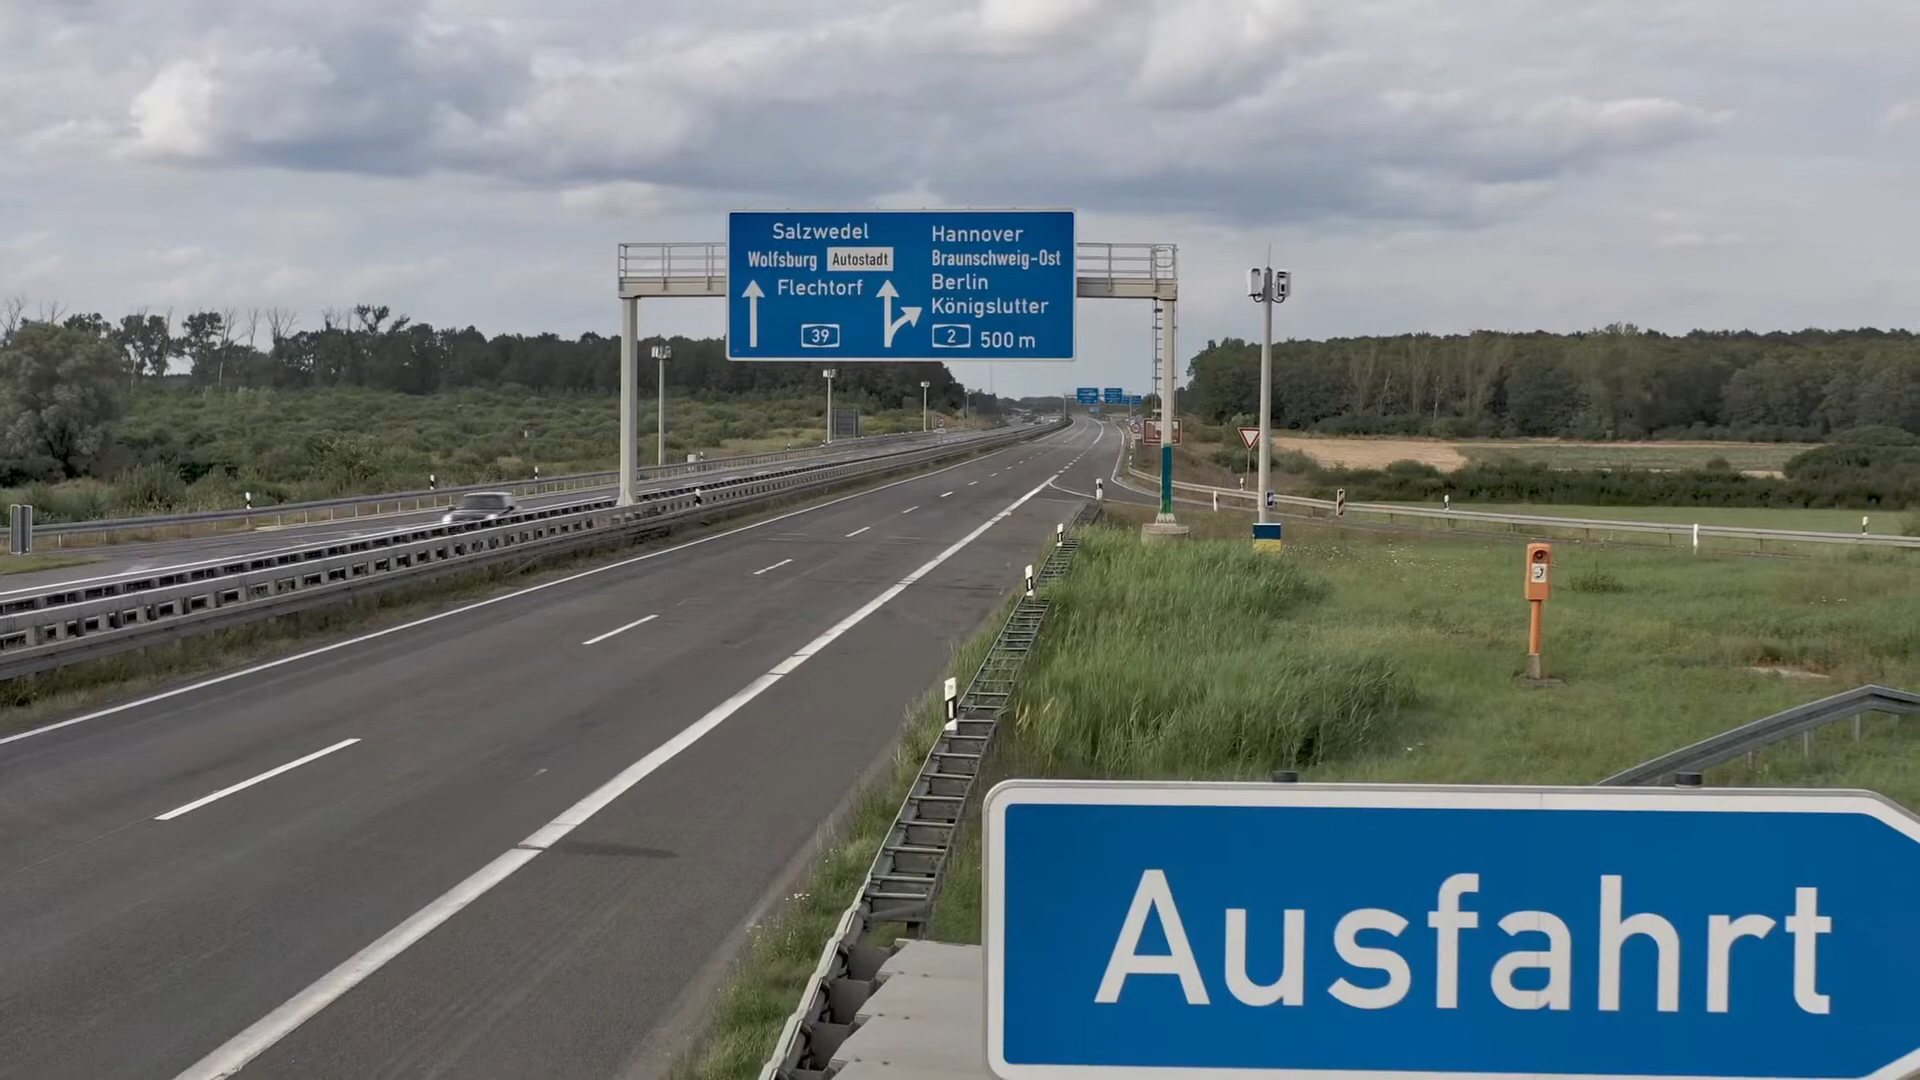 Salzwedel
Wolfsburg Autostadt
Flechtorf
39
Hannover
Braunschweig-Ost
Berlin
Königslutter
2 500 m
Ausfahrt